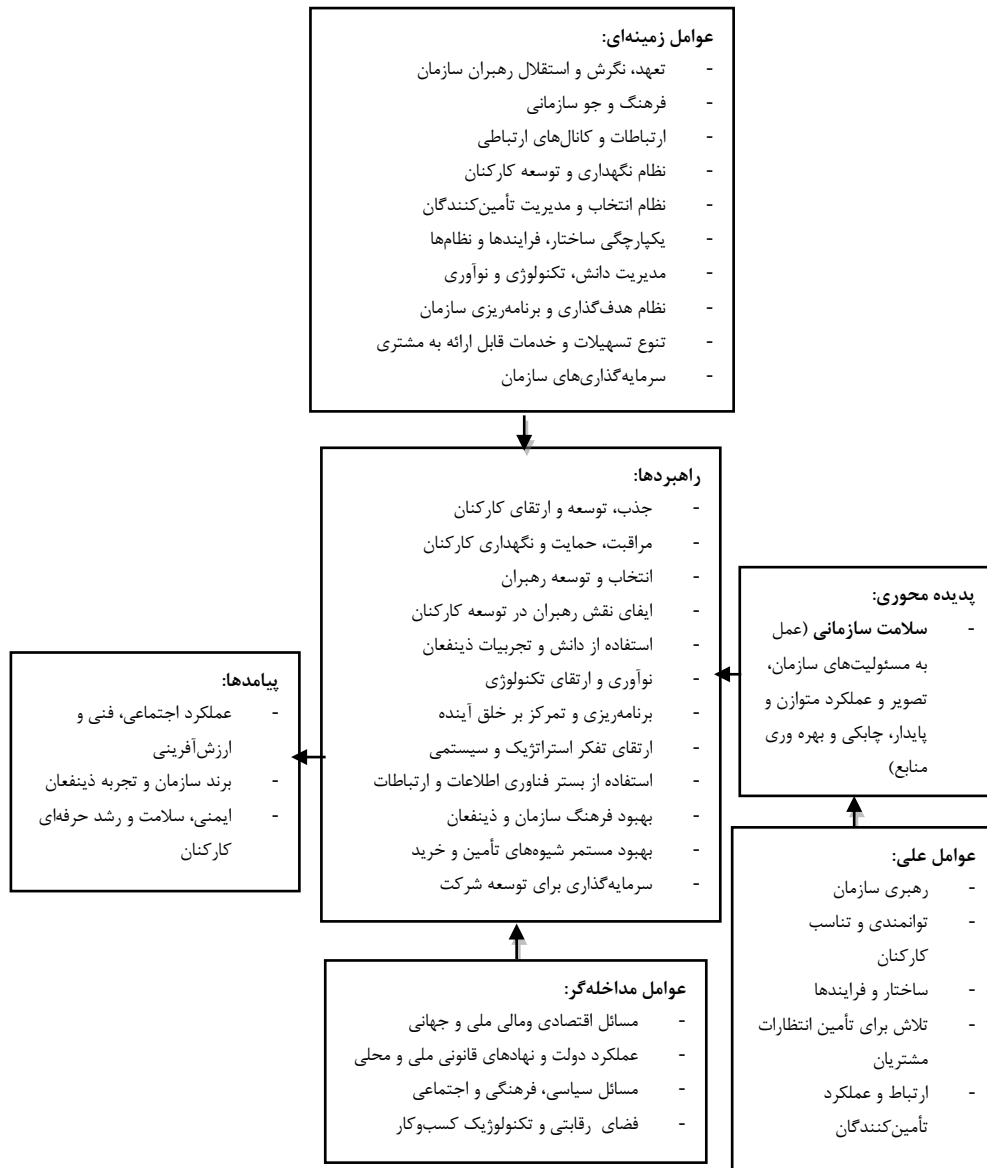 عوامل زمینه‌ای:
- تعهد، نگرش و استقلال رهبران سازمان
- فرهنگ و جو سازمانی
- ارتباطات و کانال‌های ارتباطی
- نظام نگهداری و توسعه کارکنان
- نظام انتخاب و مدیریت تأمین‌کنندگان
- یکپارچگی ساختار، فرایندها و نظام‌ها
- مدیریت دانش، تکنولوژی و نوآوری
- نظام هدف‌گذاری و برنامه‌ریزی سازمان
- تنوع تسهیلات و خدمات قابل ارائه به مشتری
- سرمایه‌گذاری‌های سازمان
راهبردها:
- جذب، توسعه و ارتقای کارکنان
- مراقبت، حمایت و نگهداری کارکنان
- انتخاب و توسعه رهبران
- ایفای نقش رهبران در توسعه کارکنان
- استفاده از دانش و تجربیات ذینفعان
- نوآوری و ارتقای تکنولوژی
- برنامه‌ریزی و تمرکز بر خلق آینده
- ارتقای تفکر استراتژیک و سیستمی
- استفاده از بستر فناوری اطلاعات و ارتباطات
- بهبود فرهنگ سازمان و ذینفعان
- بهبود مستمر شیوه‌های تأمین و خرید
- سرمایه‌گذاری برای توسعه شرکت
پدیده محوری:
- سلامت سازمانی (عمل
به مسئولیت‌های سازمان،
تصویر و عملکرد متوازن و
پایدار، چابکی و بهره وری
منابع)
پیامدها:
- عملکرد اجتماعی، فنی و
ارزش‌آفرینی
- برند سازمان و تجربه ذینفعان
- ایمنی، سلامت و رشد حرفه‌ای
کارکنان
عوامل علی:
- رهبری سازمان
- توانمندی و تناسب
کارکنان
- ساختار و فرایندها
- تلاش برای تأمین انتظارات
مشتریان
- ارتباط و عملکرد
تأمین‌کنندگان
عوامل مداخله‌گر:
- مسائل اقتصادی ومالی ملی و جهانی
- عملکرد دولت و نهادهای قانونی ملی و محلی
- مسائل سیاسی، فرهنگی و اجتماعی
- فضای رقابتی و تکنولوژیک کسب‌وکار